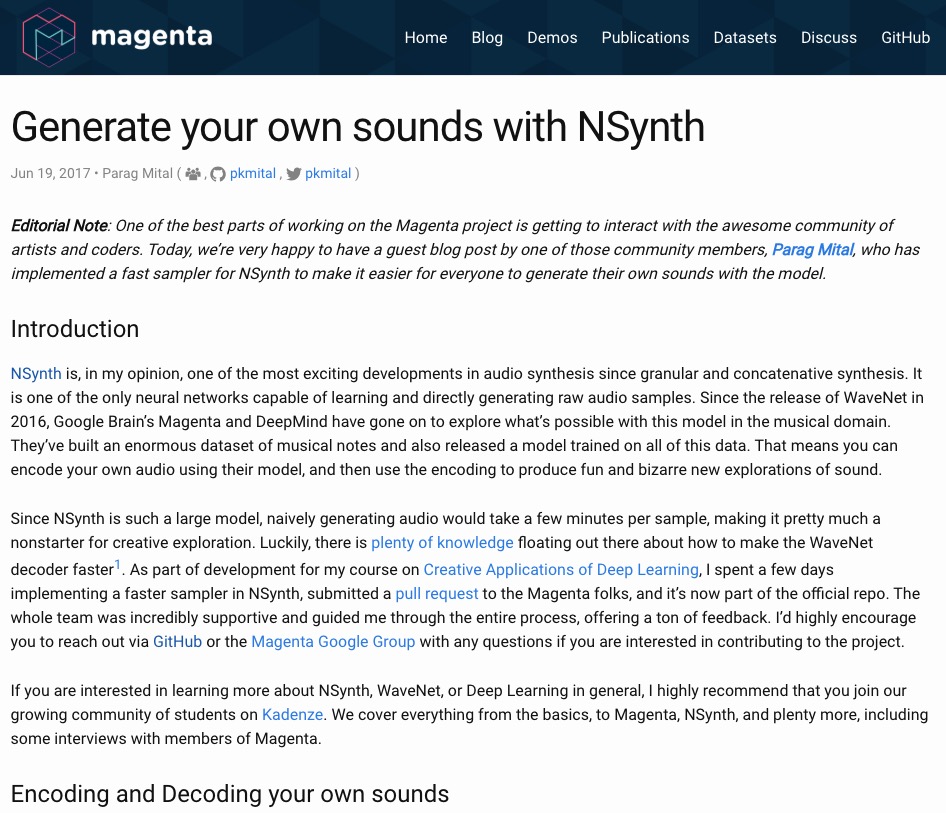 magenta
Home Blog Demos Publications Datasets Discuss GitHub
Generate your own sounds with NSynth
Jun 19, 2017 • Parag Mital ( , pkmital , pkmital )
Editorial Note: One of the best parts of working on the Magenta project is getting to interact with the awesome community of
artists and coders. Today, we’re very happy to have a guest blog post by one of those community members, Parag Mital, who has
implemented a fast sampler for NSynth to make it easier for everyone to generate their own sounds with the model.
Introduction
NSynth is, in my opinion, one of the most exciting developments in audio synthesis since granular and concatenative synthesis. It
is one of the only neural networks capable of learning and directly generating raw audio samples. Since the release of WaveNet in
2016, Google Brain’s Magenta and DeepMind have gone on to explore what’s possible with this model in the musical domain.
They’ve built an enormous dataset of musical notes and also released a model trained on all of this data. That means you can
encode your own audio using their model, and then use the encoding to produce fun and bizarre new explorations of sound.
Since NSynth is such a large model, naively generating audio would take a few minutes per sample, making it pretty much a
nonstarter for creative exploration. Luckily, there is plenty of knowledge floating out there about how to make the WaveNet
decoder faster1. As part of development for my course on Creative Applications of Deep Learning, I spent a few days
implementing a faster sampler in NSynth, submitted a pull request to the Magenta folks, and it’s now part of the official repo. The
whole team was incredibly supportive and guided me through the entire process, offering a ton of feedback. I’d highly encourage
you to reach out via GitHub or the Magenta Google Group with any questions if you are interested in contributing to the project.
If you are interested in learning more about NSynth, WaveNet, or Deep Learning in general, I highly recommend that you join our
growing community of students on Kadenze. We cover everything from the basics, to Magenta, NSynth, and plenty more, including
some interviews with members of Magenta.
Encoding and Decoding your own sounds